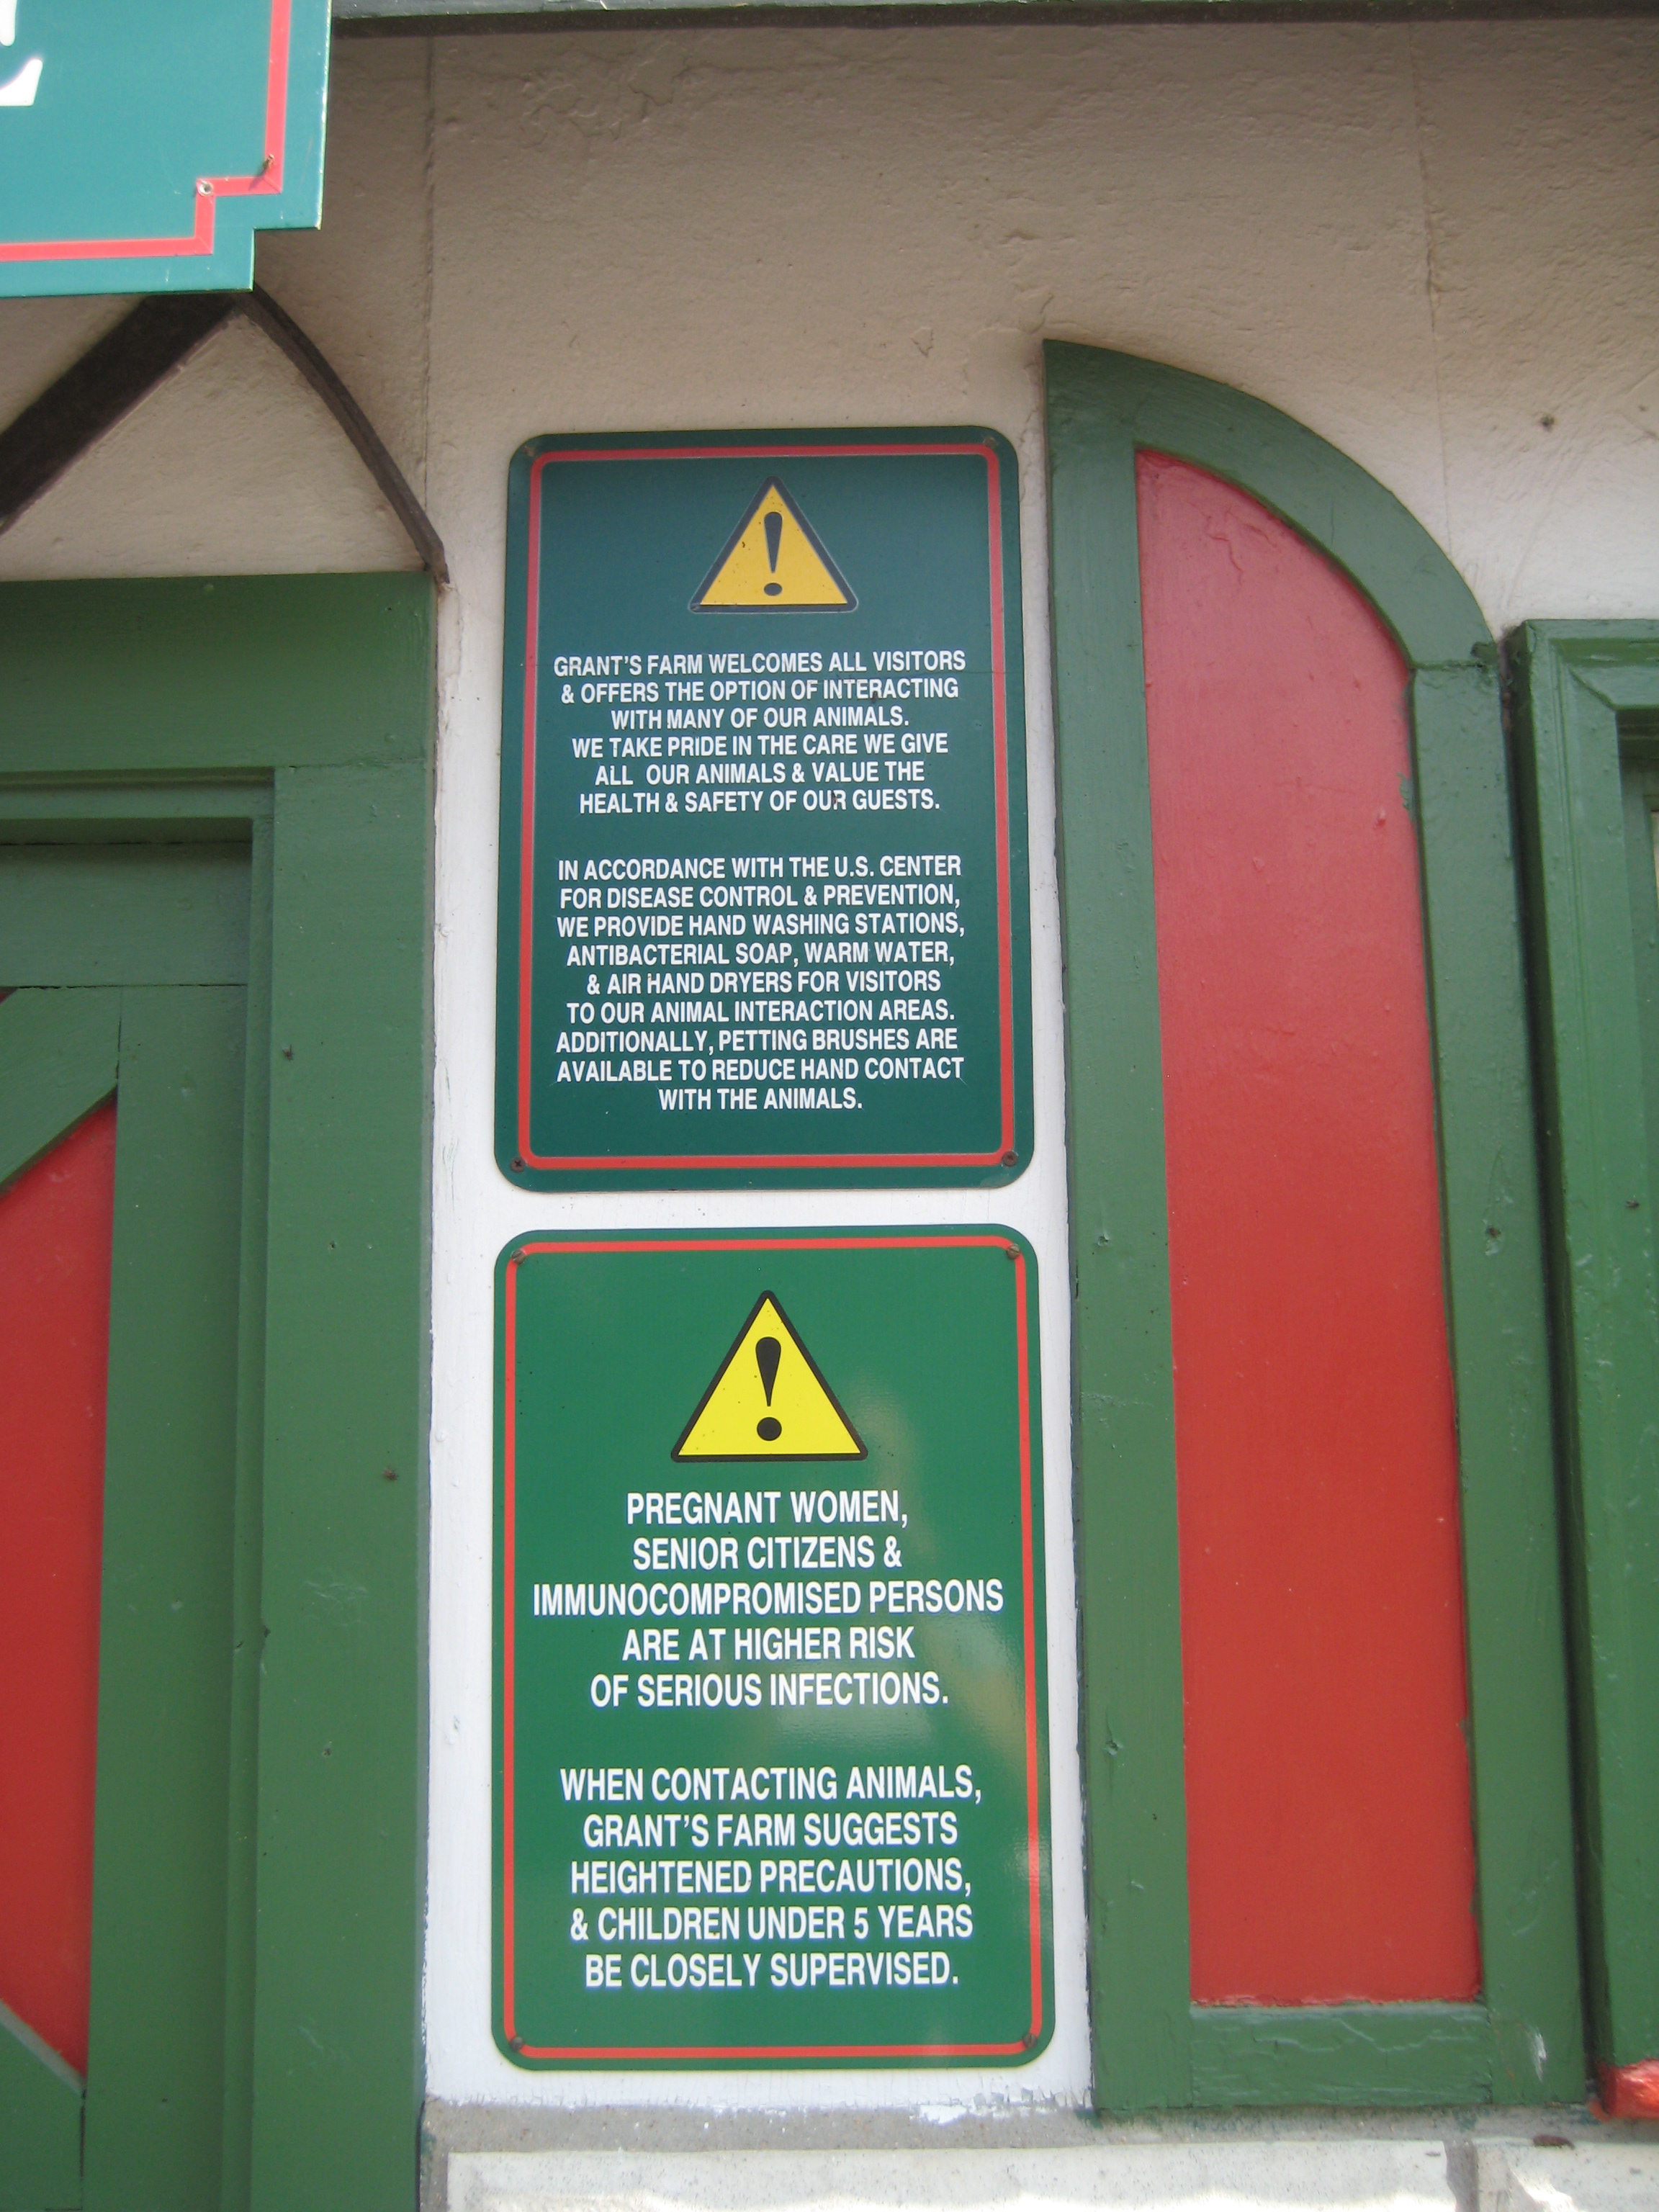 GRANT'S FARM WELCOMES ALL VISITORS
& OFFERS THE OPTION OF INTERACTING
WITH MANY OF OUR ANIMALS.
WE TAKE PRIDE IN THE CARE WE GIVE
ALL OUR ANIMALS & VALUE THE
HEALTH & SAFETY OF OUR GUESTS.
IN ACCORDANCE WITH THE U.S. CENTER
FOR DISEASE CONTROL & PREVENTION,
WE PROVIDE HAND WASHING STATIONS,
ANTIBACTERIAL SOAP, WARM WATER,
& AIR HAND DRYERS FOR VISITORS
TO OUR ANIMAL INTERACTION AREAS.
ADDITIONALLY, PETTING BRUSHES ARE
AVAILABLE TO REDUCE HAND CONTACT
WITH THE ANIMALS.
PREGNANT WOMEN,
SENIOR CITIZENS &
IMMUNOCOMPROMISED PERSONS
ARE AT HIGHER RISK
OF SERIOUS INFECTIONS.
WHEN CONTACTING ANIMALS,
GRANT'S FARM SUGGESTS
HEIGHTENED PRECAUTIONS,
& CHILDREN UNDER 5 YEARS
BE CLOSELY SUPERVISED.